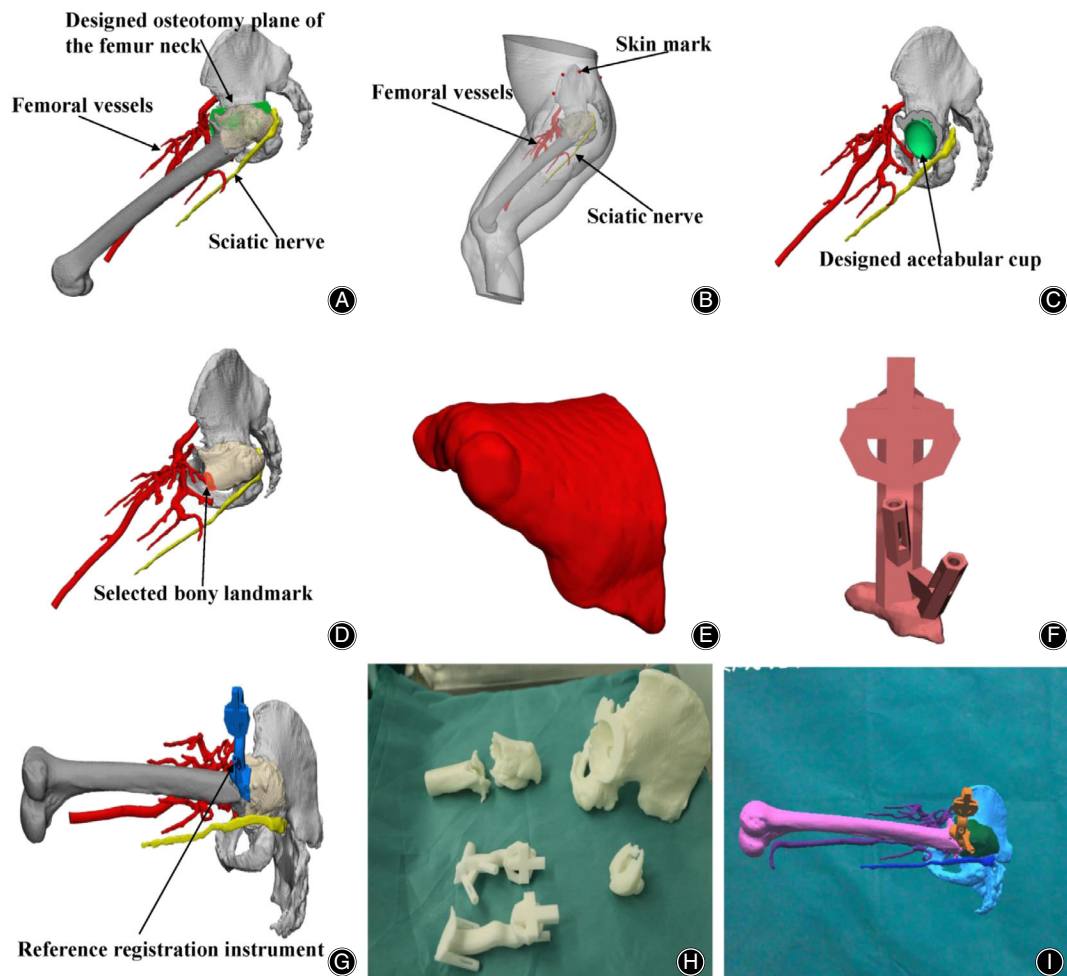 Designed osteotomy plane of
the femur neck
Femoral vessels
Sciatic nerve
A
Skin mark
Femoral vessels
Sciatic nerve
B
Designed acetabular cup
C
Selected bony landmark
D
E
F
Reference registration instrument
G
H
I